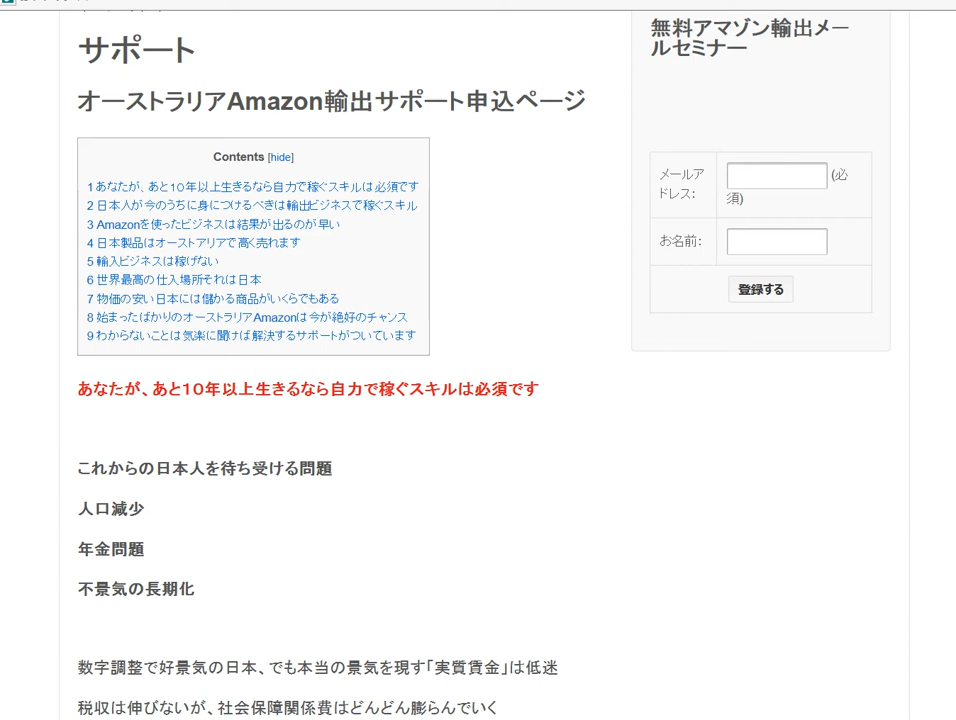 サポート
オーストラリアAmazon輸出サポート申込ページ
Contents [hide]
1 あなたが、あと10年以上生きるなら自力で稼ぐスキルは必須です
2 日本人が今のうちに身につけるべきは輸出ビジネスで稼ぐスキル
3 Amazonを使ったビジネスは結果が出るのが早い
4 日本製品はオーストアリアで高く売れます
5 輸入ビジネスは稼げない
6 世界最高の仕入場所それは日本
7 物価の安い日本には儲かる商品がいくらでもある
8 始まったばかりのオーストラリアAmazonは今が絶好のチャンス
9 わからないことは気楽に聞けば解決するサポートがついています
あなたが、あと１０年以上生きるなら自力で稼ぐスキルは必須です
これからの日本人を待ち受ける問題
人口減少
年金問題
不景気の長期化
数字調整で好景気の日本、でも本当の景気を現す「実質賃金」は低迷
税収は伸びないが、社会保障関係費はどんどん膨らんでいく
無料アマゾン輸出メー
ルセミナー
メールア
ドレス:
(必
須)
お名前:
登録する